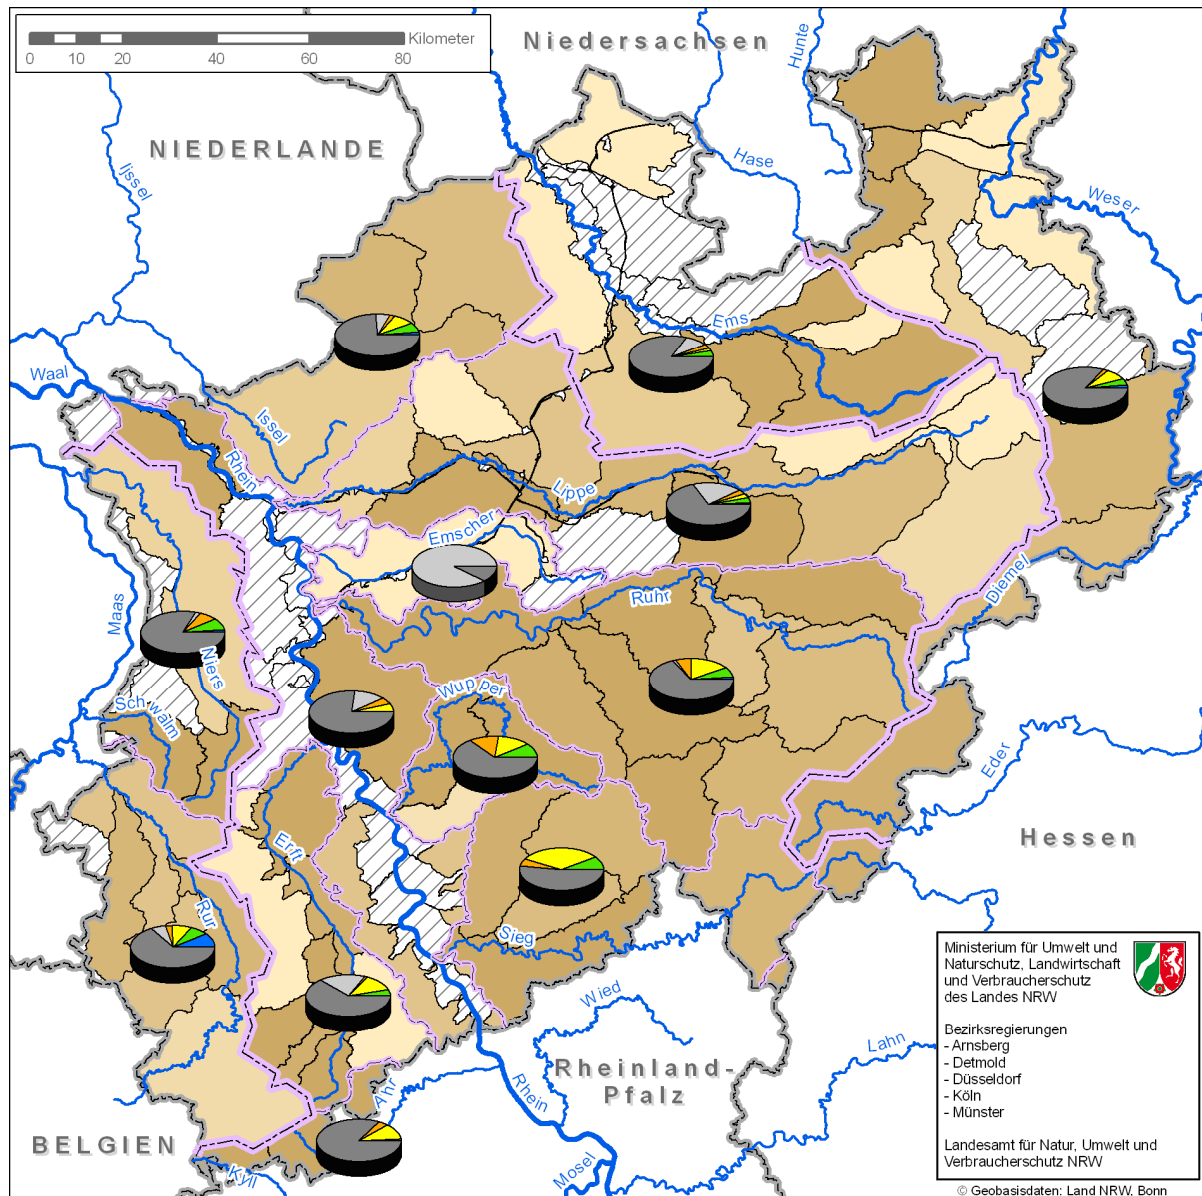 Kilometer
0 10 20 40 60 80
Niedersachsen
NIEDERLANDE
Hunte
Ijssel
Hase
Weser
Ems
Waal
Issel
Rhein
Lippe
Emscher
Diemel
Ruhr
Maas
Niers
Schwalm
Wupper
Eder
Hessen
Erft
Rur
Sieg
Wied
Lahn
Rheinland-
Pfalz
Rhein
Ahr
BELGIEN
Kyll
Mosel
Ministerium für Umwelt und
Naturschutz, Landwirtschaft
und Verbraucherschutz
des Landes NRW
Bezirksregierungen
- Arnsberg
- Detmold
- Düsseldorf
- Köln
- Münster
Landesamt für Natur, Umwelt und
Verbraucherschutz NRW
© Geobasisdaten: Land NRW, Bonn